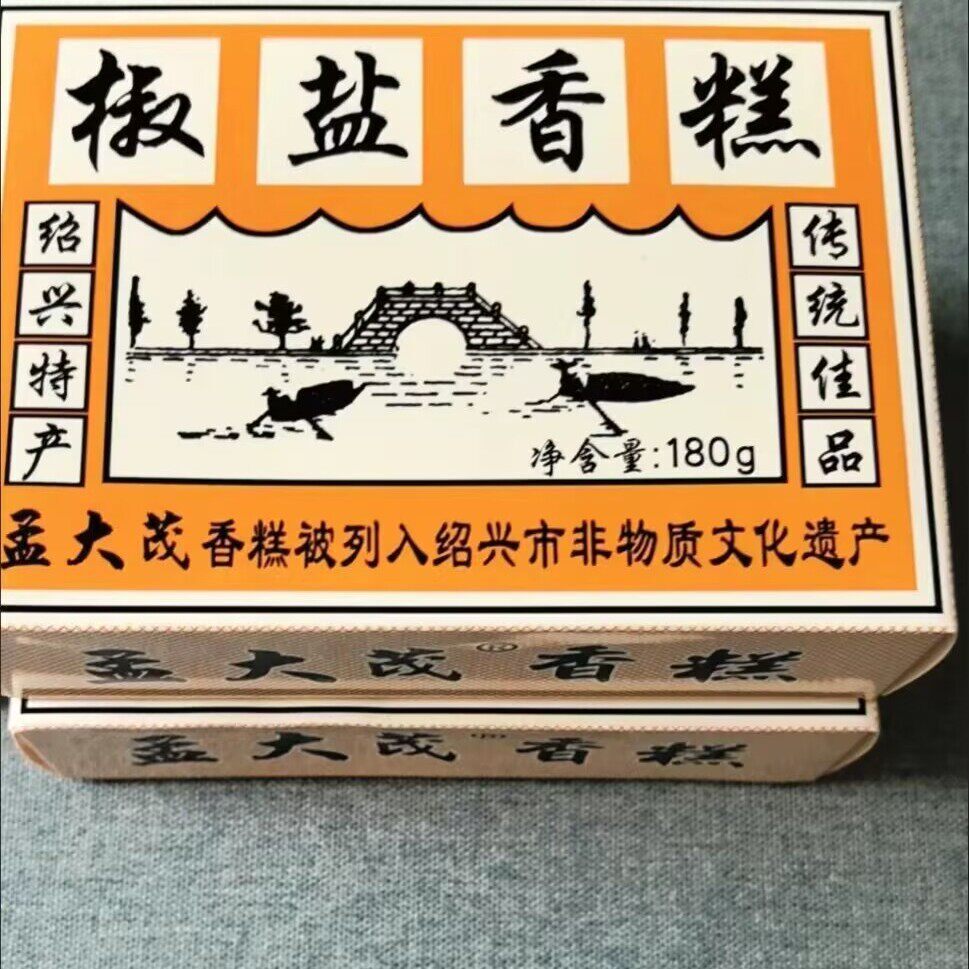 椒盐香糕
绍兴特产
传统佳品
净含量:180g
孟大茂香糕被列入绍兴市非物质文化遗产
孟大茂®香糕
孟大茂®香糕